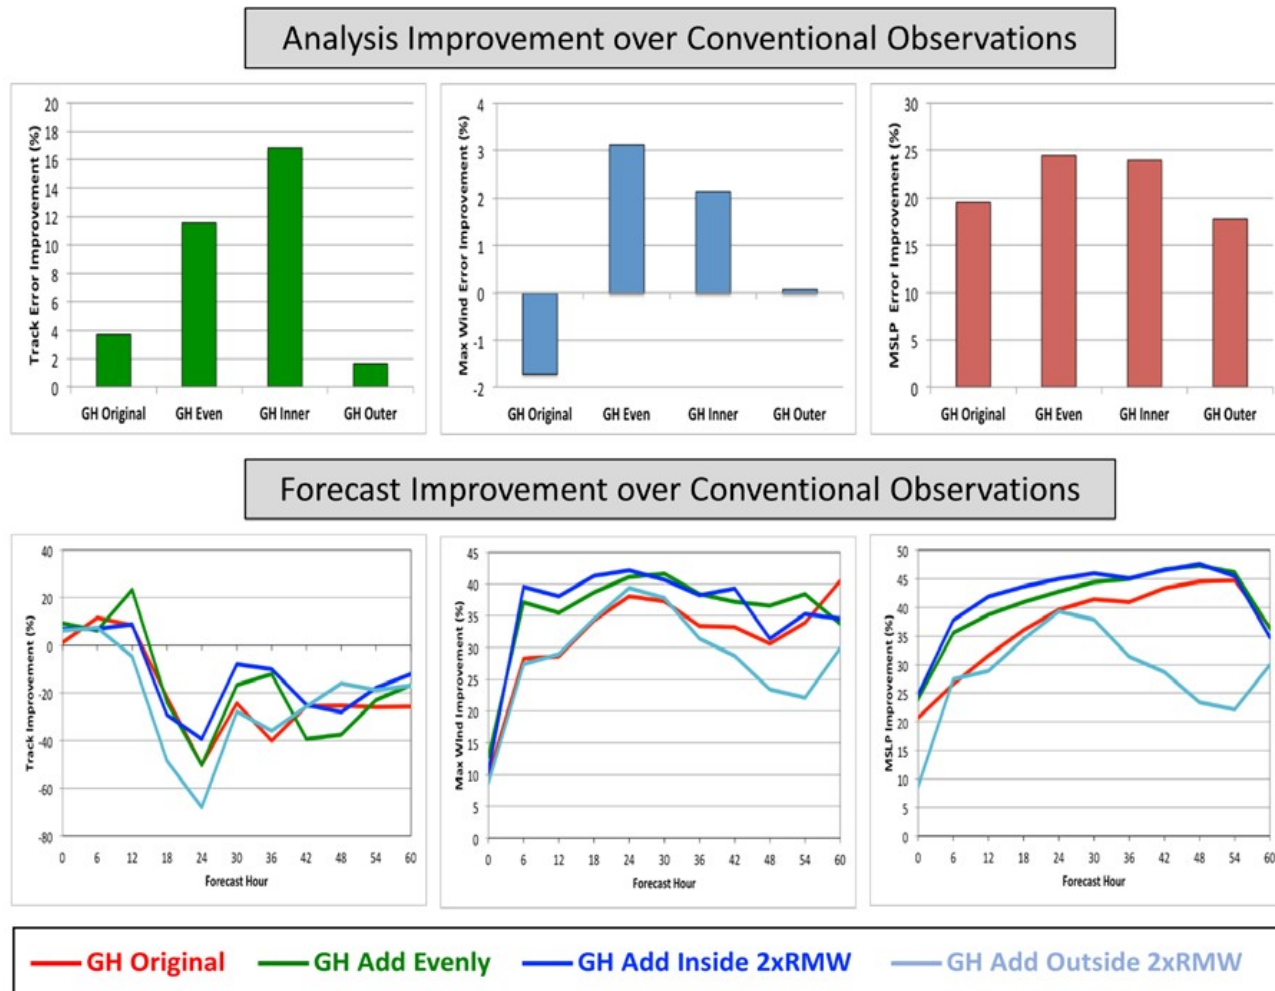 Analysis Improvement over Conventional Observations
Track Error Improvement (%)
20
18
16
14
12
10
8
6
4
2
0
GH Original GH Even GH Inner GH Outer
Max Wind Error Improvement (%)
4
3
2
1
0
-1
-2
GH Original GH Even GH Inner GH Outer
MSLP Error Improvement (%)
30
25
20
15
10
5
0
GH Original GH Even GH Inner GH Outer
Forecast Improvement over Conventional Observations
Track Improvement (%)
40
20
0
-20
-40
-60
-80
0 6 12 18 24 30 36 42 48 54 60
Forecast Hour
Max Wind Improvement (%)
45
40
35
30
25
20
15
10
5
0
0 6 12 18 24 30 36 42 48 54 60
Forecast Hour
MSLP Improvement (%)
50
45
40
35
30
25
20
15
10
5
0
0 6 12 18 24 30 36 42 48 54 60
Forecast Hour
GH Original GH Add Evenly GH Add Inside 2xRMW GH Add Outside 2xRMW